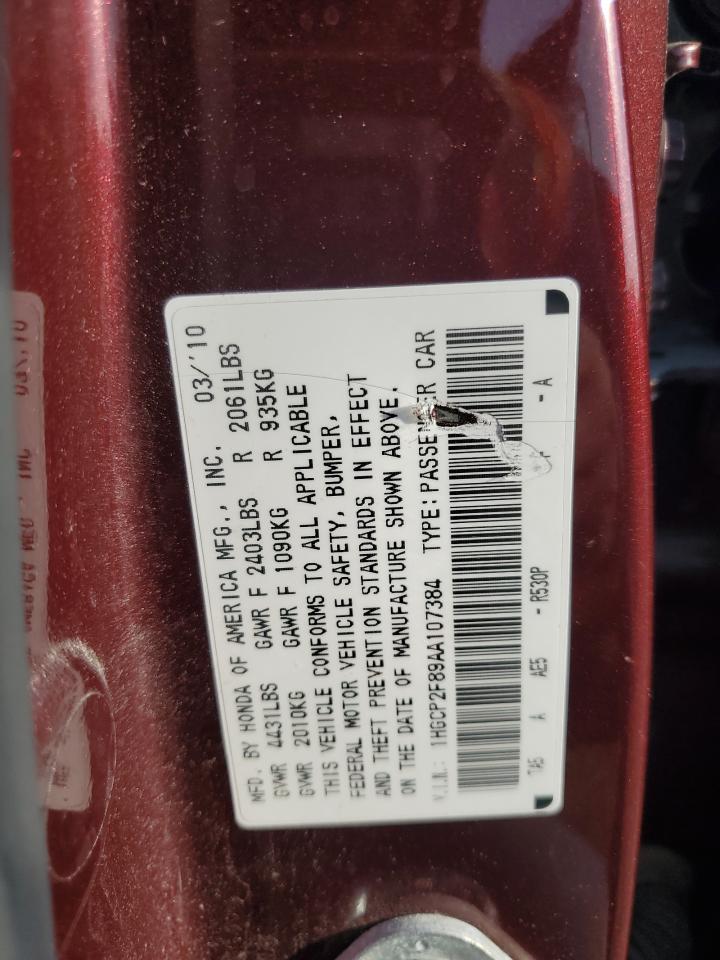 MFD. BY HONDA OF AMERICA MFG., INC. 03/'10
GVWR 4431LBS GAWR F 2403LBS R 2061LBS
GVWR 2010KG GAWR F 1090KG R 935KG
THIS VEHICLE CONFORMS TO ALL APPLICABLE
FEDERAL MOTOR VEHICLE SAFETY, BUMPER,
AND THEFT PREVENTION STANDARDS IN EFFECT
ON THE DATE OF MANUFACTURE SHOWN ABOVE.
V.I.N.: 1HGCP2F89AA107384 TYPE: PASSENGER CAR
TA5 A AE5 - R530P - A